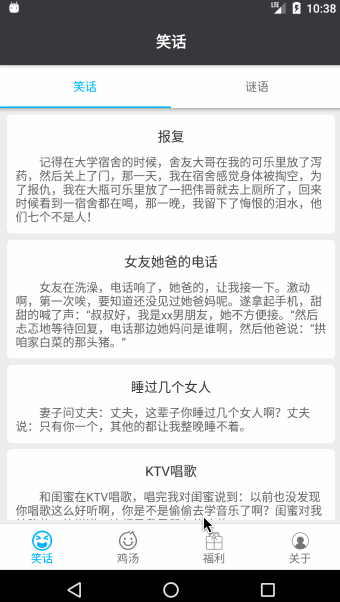 LTE 10:38
笑话
笑话 谜语
报复
记得在大学宿舍的时候，舍友大哥在我的可乐里放了泻
药，然后关上了门，那一天，我在宿舍感觉身体被掏空，为
了报仇，我在大瓶可乐里放了一把伟哥就去上厕所了，回来
时候看到一宿舍都在喝，那一晚，我留下了悔恨的泪水，他
们七个不是人！
女友她爸的电话
女友在洗澡，电话响了，她爸的，让我接一下。激动
啊，第一次唉，要知道还没见过她爸妈呢。遂拿起手机，甜
甜的喊了声：“叔叔好，我是xx男朋友，她不方便接。”然后
忐忑地等待回复，电话那边她妈问是谁啊，然后他爸说：“拱
咱家白菜的那头猪。”
睡过几个女人
妻子问丈夫：丈夫，这辈子你睡过几个女人啊？丈夫
说：只有你一个，其他的都让我整晚睡不着。
KTV唱歌
和闺蜜在KTV唱歌，唱完我对闺蜜说到：以前也没发现
你唱歌这么好听啊，你是不是偷偷去学音乐了啊？闺蜜对我
笑话 鸡汤 福利 关于